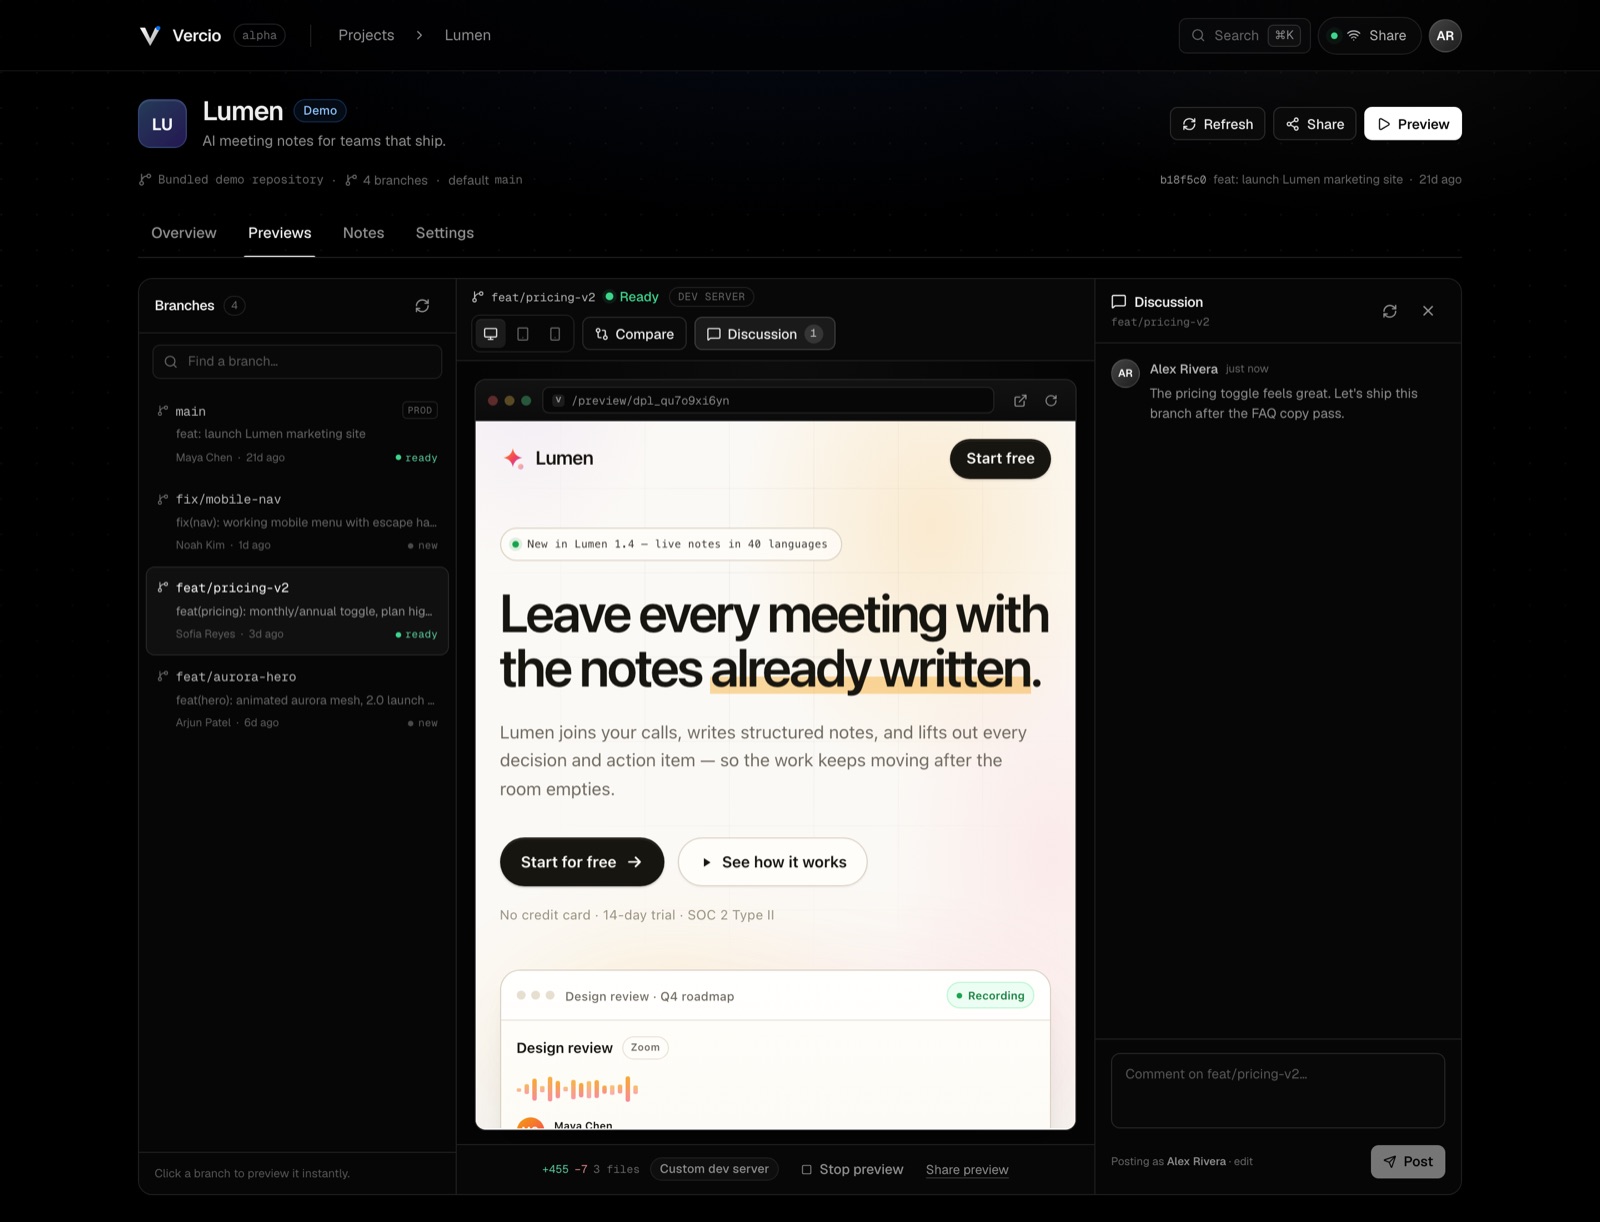 Vercio alpha Projects Lumen Search ⌘K Share AR
LU Lumen Demo
AI meeting notes for teams that ship.
Refresh Share Preview
Bundled demo repository · 4 branches · default main
b18f5c0 feat: launch Lumen marketing site · 21d ago
Overview Previews Notes Settings
Branches 4
Find a branch...
main PROD
feat: launch Lumen marketing site
Maya Chen · 21d ago ready
fix/mobile-nav
fix(nav): working mobile menu with escape ha...
Noah Kim · 1d ago new
feat/pricing-v2
feat(pricing): monthly/annual toggle, plan hig...
Sofia Reyes · 3d ago ready
feat/aurora-hero
feat(hero): animated aurora mesh, 2.0 launch ...
Arjun Patel · 6d ago new
Click a branch to preview it instantly.
feat/pricing-v2 Ready DEV SERVER
Compare Discussion 1
V /preview/dpl_qu7o9xi6yn
Lumen Start free
New in Lumen 1.4 — live notes in 40 languages
Leave every meeting with
the notes already written.
Lumen joins your calls, writes structured notes, and lifts out every
decision and action item — so the work keeps moving after the
room empties.
Start for free → See how it works
No credit card · 14-day trial · SOC 2 Type II
Design review · Q4 roadmap Recording
Design review Zoom
Maya Chen
+455 −7 3 files Custom dev server Stop preview Share preview
Discussion
feat/pricing-v2
AR Alex Rivera just now
The pricing toggle feels great. Let's ship this
branch after the FAQ copy pass.
Comment on feat/pricing-v2...
Posting as Alex Rivera · edit Post